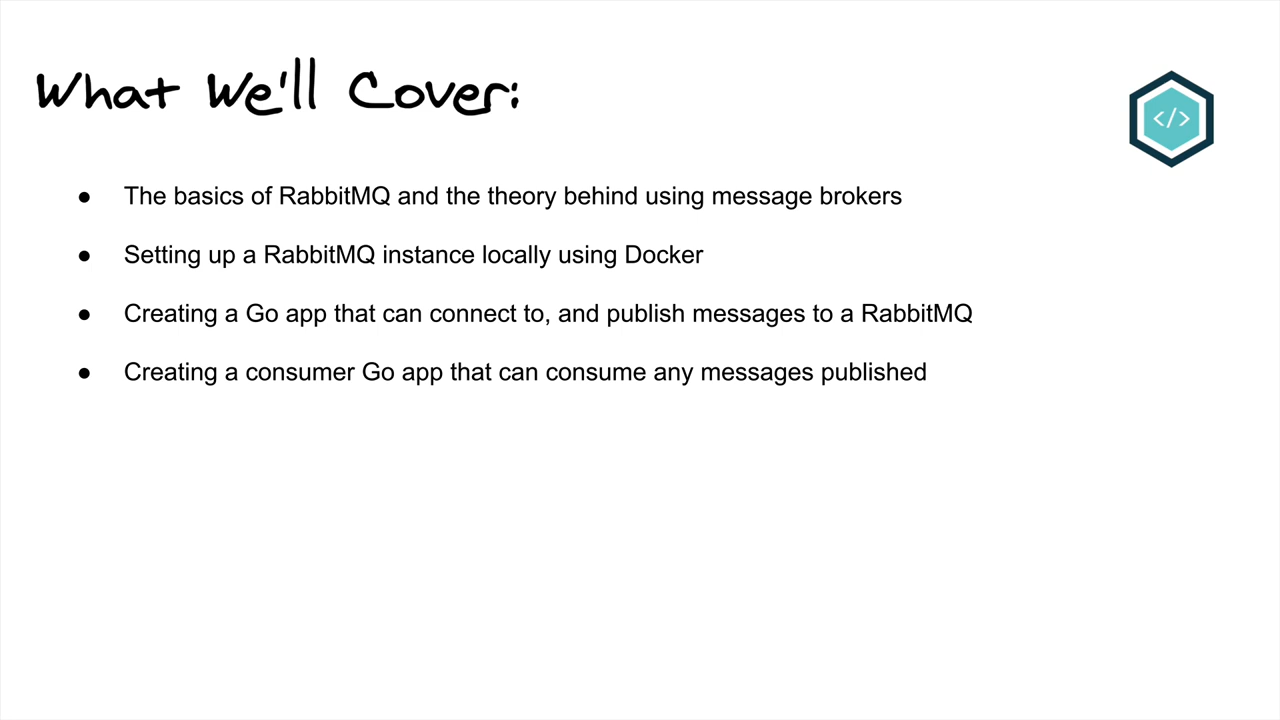 What We'll Cover:
</>
● The basics of RabbitMQ and the theory behind using message brokers
● Setting up a RabbitMQ instance locally using Docker
● Creating a Go app that can connect to, and publish messages to a RabbitMQ
● Creating a consumer Go app that can consume any messages published